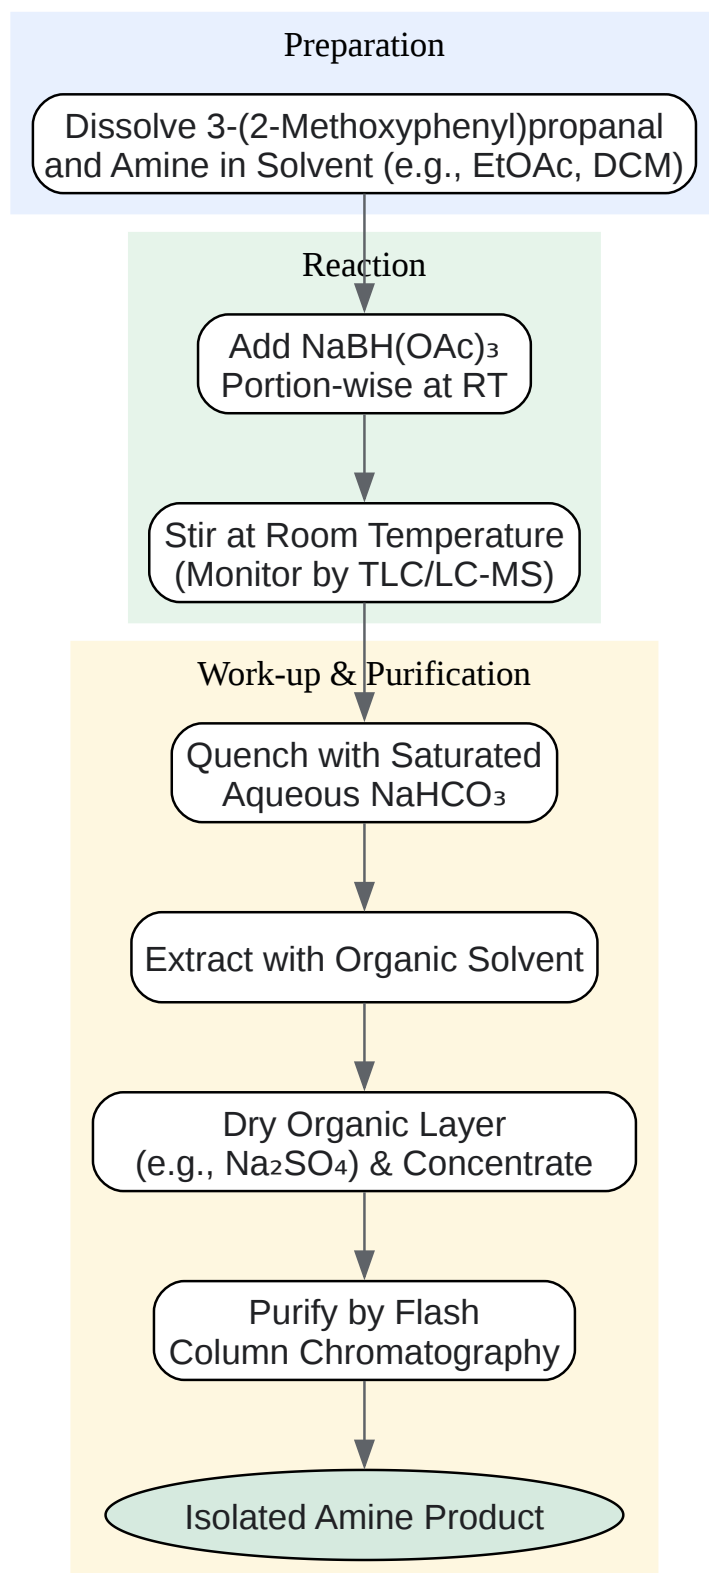 Preparation
Dissolve 3-(2-Methoxyphenyl)propanal
and Amine in Solvent (e.g., EtOAc, DCM)
Reaction
Add NaBH(OAc)₃
Portion-wise at RT
Stir at Room Temperature
(Monitor by TLC/LC-MS)
Work-up & Purification
Quench with Saturated
Aqueous NaHCO₃
Extract with Organic Solvent
Dry Organic Layer
(e.g., Na₂SO₄) & Concentrate
Purify by Flash
Column Chromatography
Isolated Amine Product